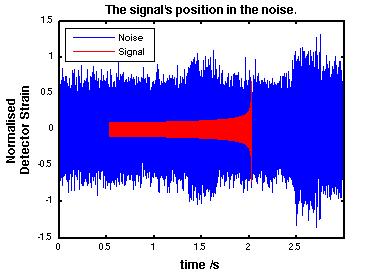 The signal's position in the noise.
Noise
Signal
Normalised
Detector Strain
1.5
1
0.5
0
-0.5
-1
-1.5
0
0.5
1
1.5
2
2.5
time /s